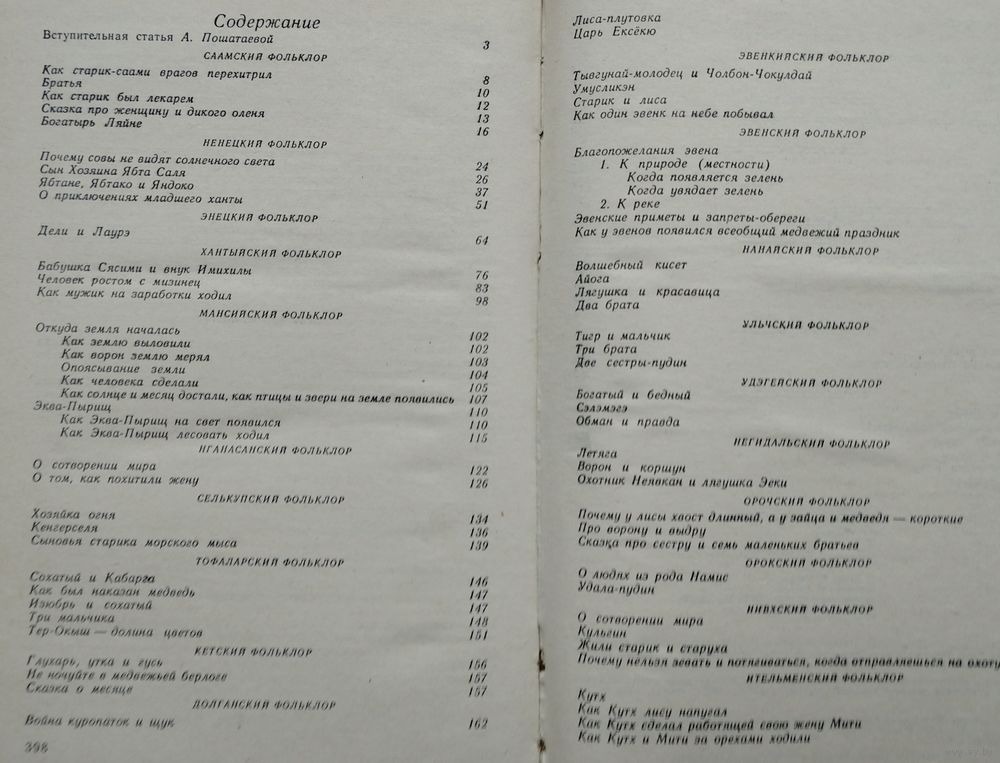 Содержание
Вступительная статья А. Пошатаевой 3
СААМСКИЙ ФОЛЬКЛОР
Как старик-саами врагов перехитрил 8
Братья 10
Как старик был лекарем 12
Сказка про женщину и дикого оленя 13
Богатырь Ляйне 16
НЕНЕЦКИЙ ФОЛЬКЛОР
Почему совы не видят солнечного света 24
Сын Хозяина Ябта Саля 26
Ябтане, Ябтако и Яндоко 37
О приключениях младшего ханты 51
ЭНЕЦКИЙ ФОЛЬКЛОР
Дели и Лаурэ 64
ХАНТЫЙСКИЙ ФОЛЬКЛОР
Бабушка Сясими и внук Имихилы 76
Человек ростом с мизинец 83
Как мужик на заработки ходил 98
МАНСИЙСКИЙ ФОЛЬКЛОР
Откуда земля началась 102
Как землю выловили 102
Как ворон землю мерял 103
Опоясывание земли 104
Как человека сделали 105
Как солнце и месяц достали, как птицы и звери на земле появились 107
Эква-Пырищ 110
Как Эква-Пырищ на свет появился 110
Как Эква-Пырищ лесовать ходил 115
НГАНАСАНСКИЙ ФОЛЬКЛОР
О сотворении мира 122
О том, как похитили жену 126
СЕЛЬКУПСКИЙ ФОЛЬКЛОР
Хозяйка огня 134
Кенгерселя 136
Сыновья старика морского мыса 139
ТОФАЛАРСКИЙ ФОЛЬКЛОР
Сохатый и Кабарга 146
Как был наказан медведь 147
Изюбрь и сохатый 147
Три мальчика 148
Тер-Окыш — долина цветов 151
КЕТСКИЙ ФОЛЬКЛОР
Глухарь, утка и гусь 156
Не ночуйте в медвежьей берлоге 157
Сказка о месяце 157
ДОЛГАНСКИЙ ФОЛЬКЛОР
Война куропаток и щук 162
398
Лиса-плутовка
Царь Ексёкю
ЭВЕНКИЙСКИЙ ФОЛЬКЛОР
Тывгунай-молодец и Чолбон-Чокулдай
Умусликэн
Старик и лиса
Как один эвенк на небе побывал
ЭВЕНСКИЙ ФОЛЬКЛОР
Благопожелания эвена
1. К природе (местности)
Когда появляется зелень
Когда увядает зелень
2. К реке
Эвенские приметы и запреты-обереги
Как у эвенов появился всеобщий медвежий праздник
НАНАЙСКИЙ ФОЛЬКЛОР
Волшебный кисет
Айога
Лягушка и красавица
Два брата
УЛЬЧСКИЙ ФОЛЬКЛОР
Тигр и мальчик
Три брата
Две сестры-пудин
УДЭГЕЙСКИЙ ФОЛЬКЛОР
Богатый и бедный
Сэлэмэгэ
Обман и правда
НЕГИДАЛЬСКИЙ ФОЛЬКЛОР
Летяга
Ворон и коршун
Охотник Неявкан и лягушка Эеки
ОРОЧСКИЙ ФОЛЬКЛОР
Почему у лисы хвост длинный, а у зайца и медведя — короткие
Про ворону и выдру
Сказка про сестру и семь маленьких братьев
ОРОКСКИЙ ФОЛЬКЛОР
О людях из рода Намис
Удала-пудин
НИВХСКИЙ ФОЛЬКЛОР
О сотворении мира
Кульгин
Жили старик и старуха
Почему нельзя зевать и потягиваться, когда отправляешься на охоту
ИТЕЛЬМЕНСКИЙ ФОЛЬКЛОР
Кутх
Как Кутх лису напугал
Как Кутх сделал работящей свою жену Мити
Как Кутх и Мити за орехами ходили